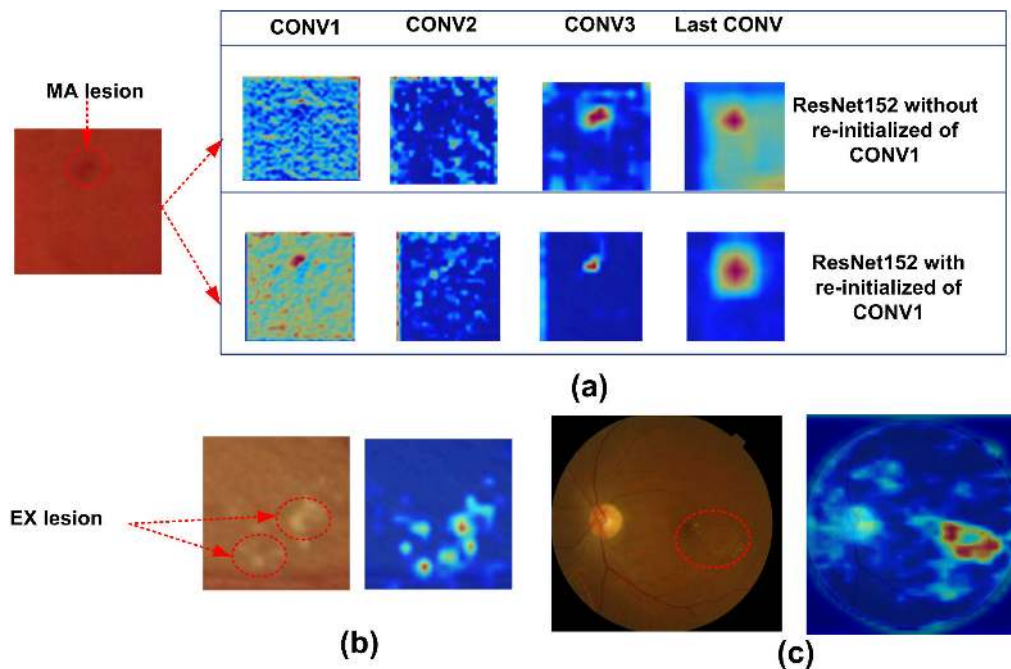 CONV1 CONV2 CONV3 Last CONV
MA lesion
ResNet152 without
re-initialized of
CONV1
ResNet152 with
re-initialized of
CONV1
(a)
EX lesion
(b)
(c)